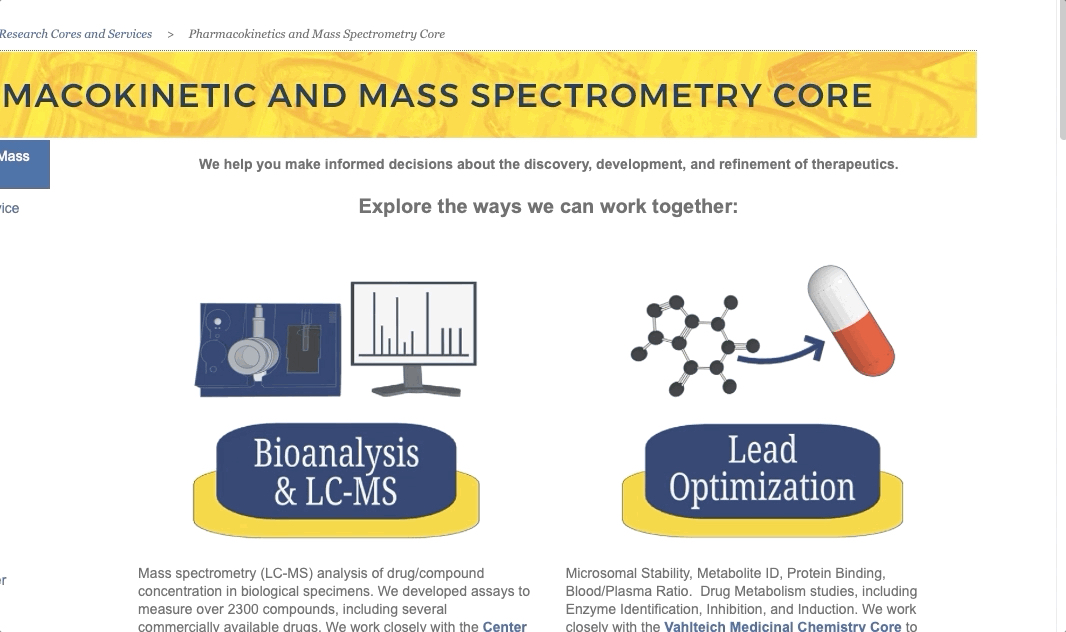 Research Cores and Services > Pharmacokinetics and Mass Spectrometry Core
MACOKINETIC AND MASS SPECTROMETRY CORE
Mass
We help you make informed decisions about the discovery, development, and refinement of therapeutics.
vice
Explore the ways we can work together:
Bioanalysis
& LC-MS
Lead
Optimization
er
Mass spectrometry (LC-MS) analysis of drug/compound
concentration in biological specimens. We developed assays to
measure over 2300 compounds, including several
commercially available drugs. We work closely with the Center
Microsomal Stability, Metabolite ID, Protein Binding,
Blood/Plasma Ratio. Drug Metabolism studies, including
Enzyme Identification, Inhibition, and Induction. We work
closely with the Vahlteich Medicinal Chemistry Core to